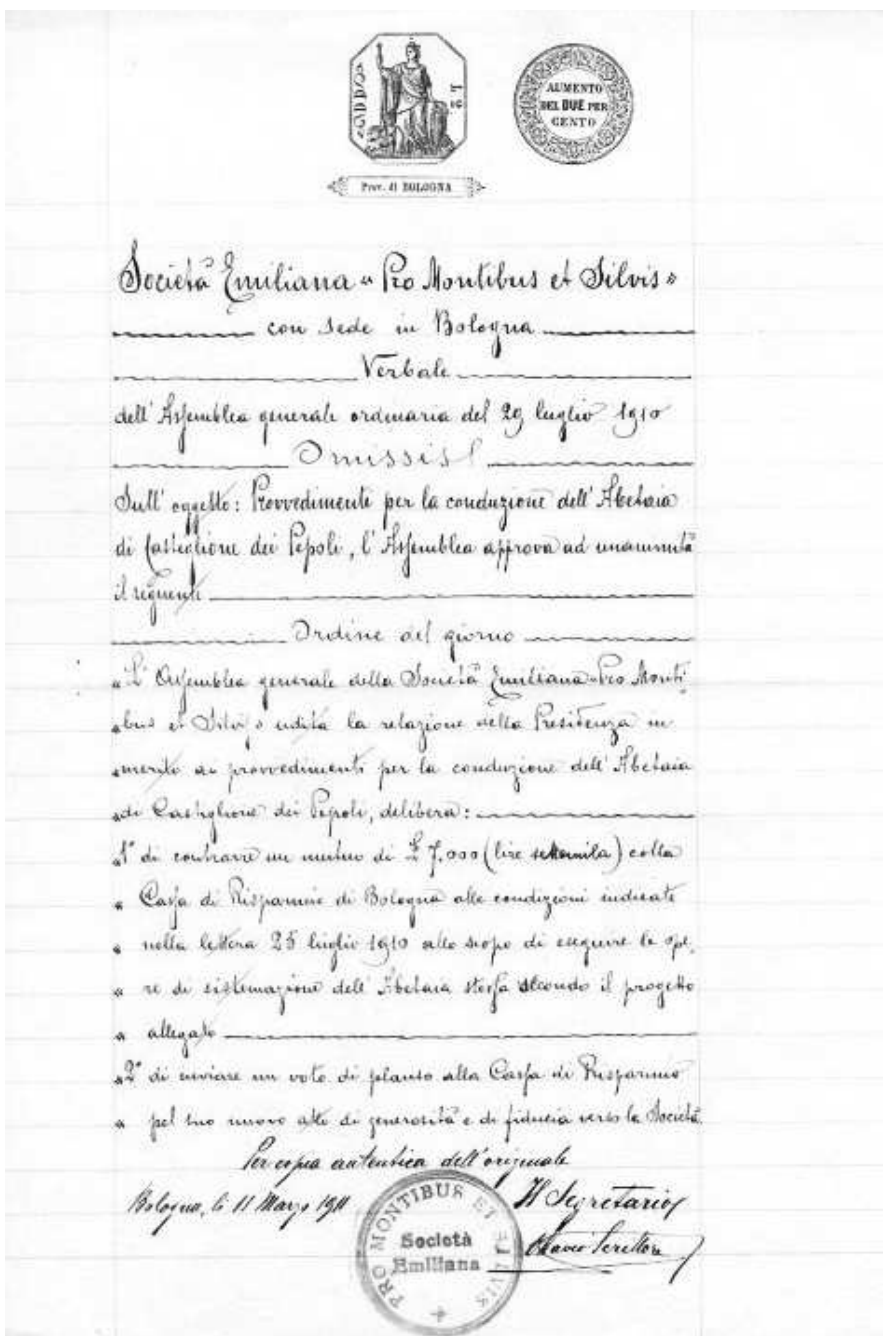 AUMENTO
DEL DUE PER
CENTO
Prov. di BOLOGNA
Società Emiliana « Pro Montibus et Silvis »
con sede in Bologna
Verbale
dell' Assemblea generale ordinaria del 29 luglio 1910
Omissis
Sull' oggetto: Provvedimenti per la conduzione dell' Abetaia
di Castiglione dei Pepoli, l' Assemblea approva ad unanimità
il seguente
Ordine del giorno
« L' Assemblea generale della Società Emiliana "Pro Monti
« bus et Silvis" udita la relazione della Presidenza in
« merito ai provvedimenti per la conduzione dell' Abetaia
« di Castiglione dei Pepoli, delibera:
« 1° di contrarre un mutuo di £ 7.000 (lire settemila) colla
« Cassa di Risparmio di Bologna alle condizioni indicate
« nella lettera 25 luglio 1910 allo scopo di eseguire le ope-
« re di sistemazione dell' Abetaia stessa secondo il progetto
« allegato
« 2° di inviare un voto di plauso alla Cassa di Risparmio
« pel suo nuovo atto di generosità e di fiducia verso la Società.
Per copia autentica dell' originale
Bologna, li 11 Marzo 1911
Il Segretario
PRO MONTIBUS ET SILVIS
Società
Emiliana